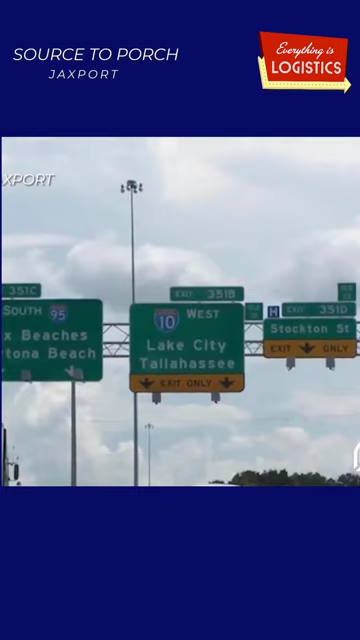 SOURCE TO PORCH
JAXPORT
Everything is
LOGISTICS
XPORT
351C
SOUTH 95
x Beaches
tona Beach
EXIT 351B
10 WEST
Lake City
Tallahassee
EXIT ONLY
H
EXIT 351D
Stockton St
EXIT ONLY